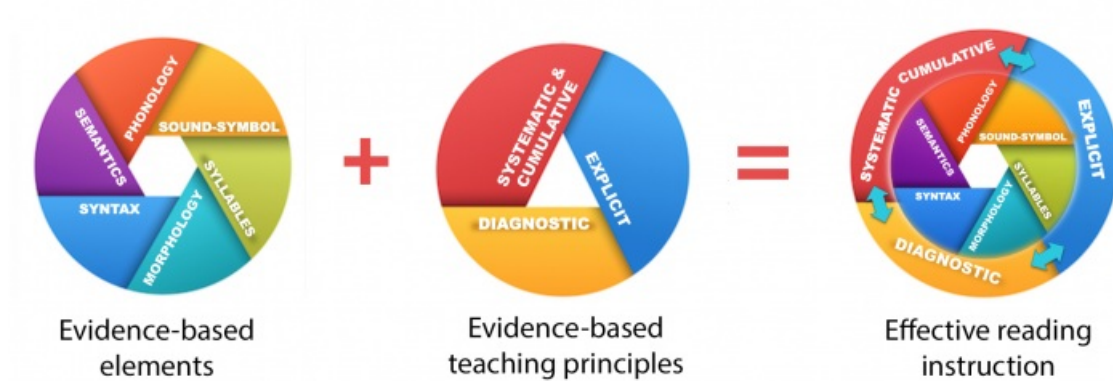 PHONOLOGY
SOUND-SYMBOL
SYLLABLES
MORPHOLOGY
SYNTAX
SEMANTICS
Evidence-based
elements
+
SYSTEMATIC &
CUMULATIVE
EXPLICIT
DIAGNOSTIC
Evidence-based
teaching principles
=
SYSTEMATIC CUMULATIVE
EXPLICIT
DIAGNOSTIC
PHONOLOGY
SOUND-SYMBOL
SYLLABLES
MORPHOLOGY
SYNTAX
SEMANTICS
Effective reading
instruction